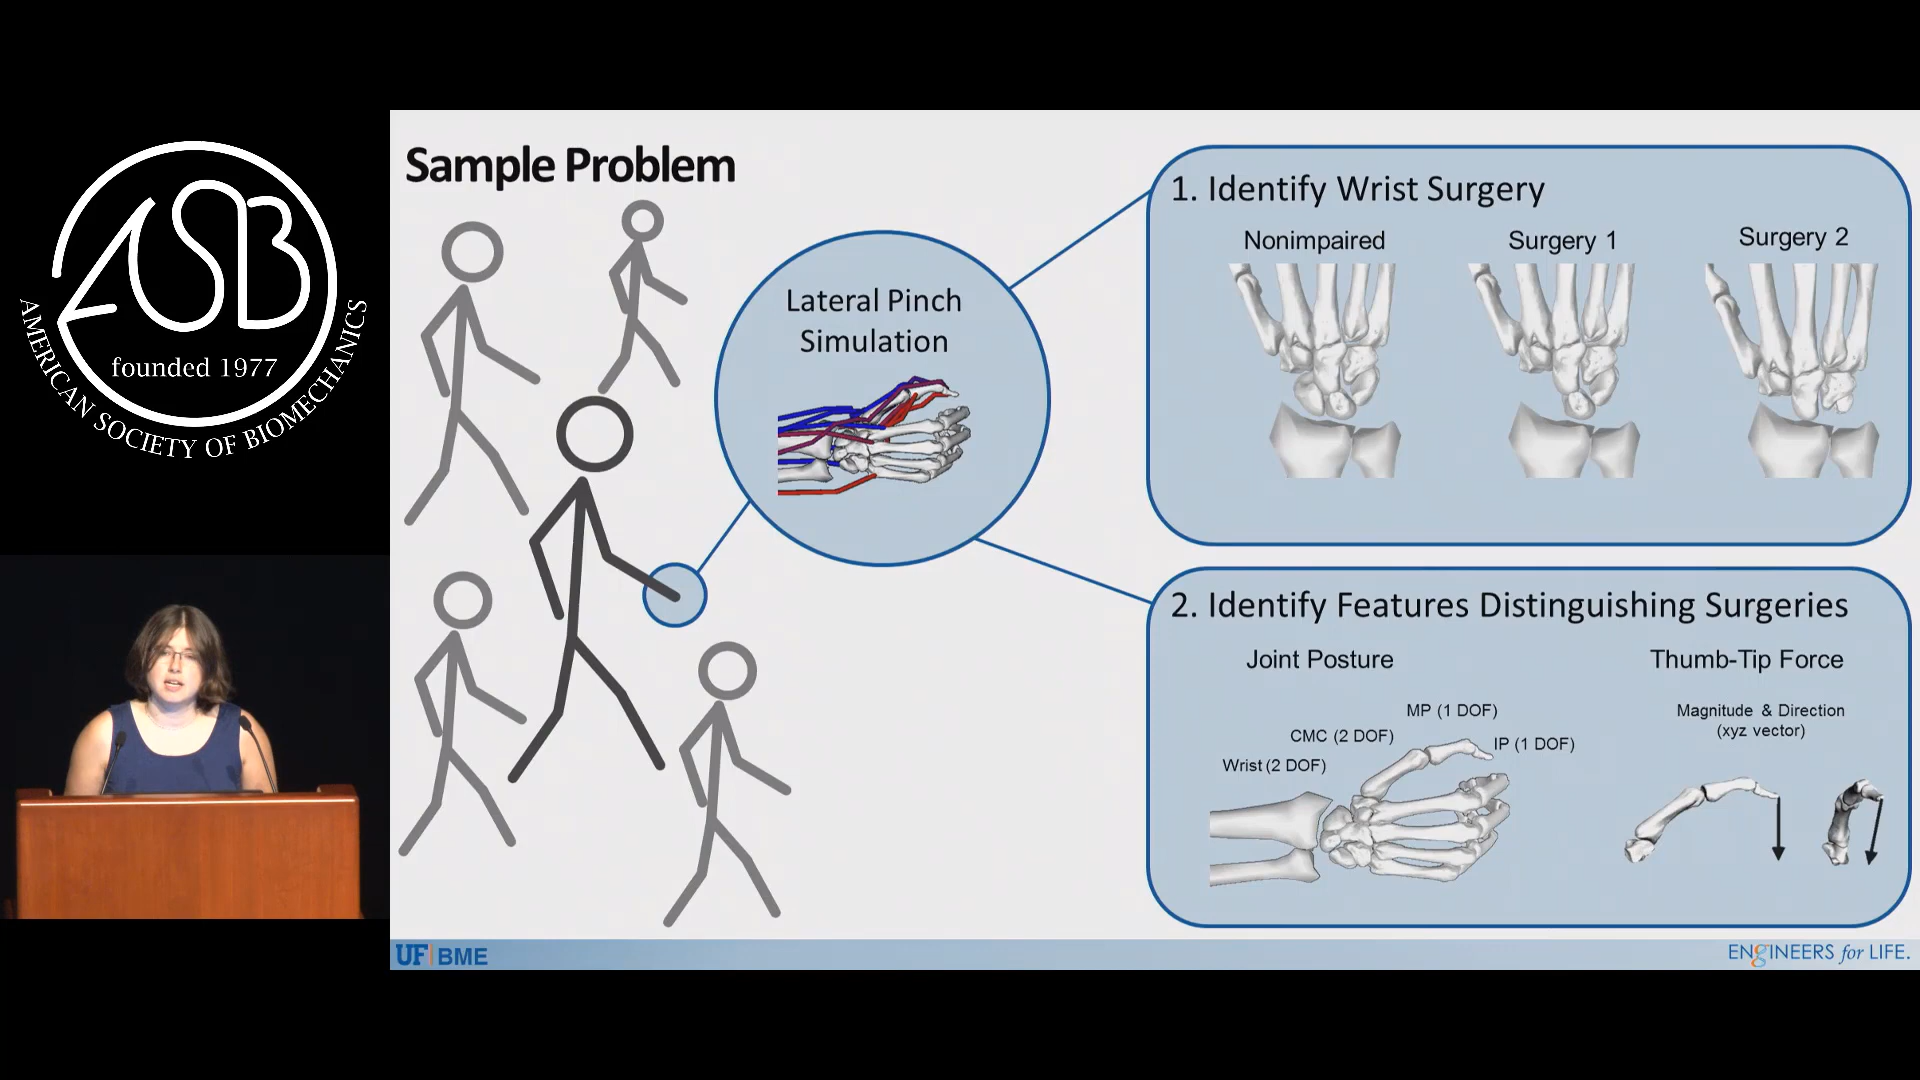 ASB
founded 1977
AMERICAN SOCIETY OF BIOMECHANICS
Sample Problem
Lateral Pinch
Simulation
1. Identify Wrist Surgery
Nonimpaired
Surgery 1
Surgery 2
2. Identify Features Distinguishing Surgeries
Joint Posture
Thumb-Tip Force
MP (1 DOF)
CMC (2 DOF)
IP (1 DOF)
Wrist (2 DOF)
Magnitude & Direction
(xyz vector)
UF BME
ENGINEERS for LIFE.